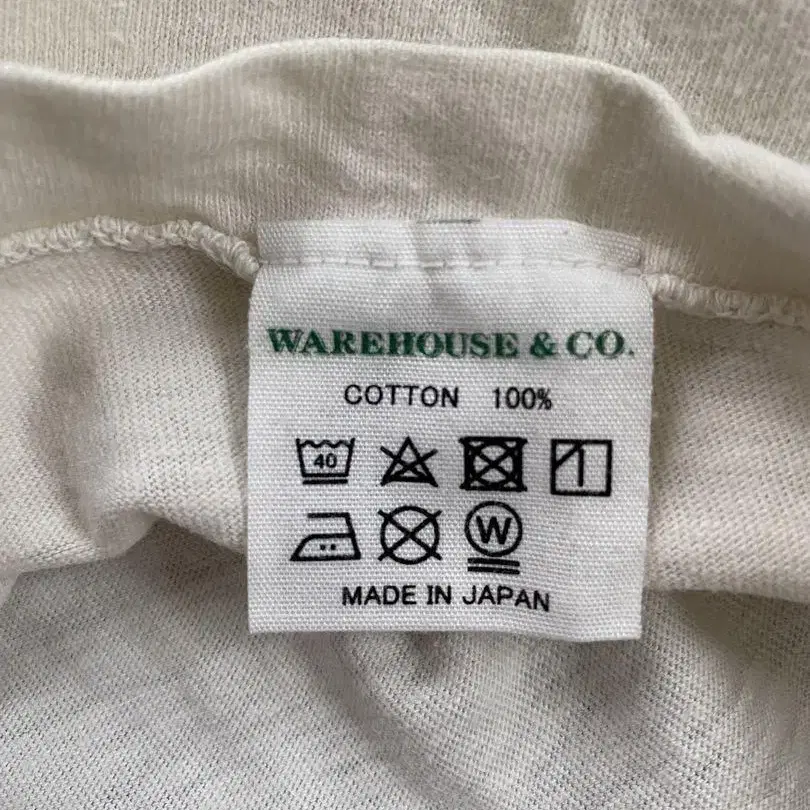 WAREHOUSE & CO.
COTTON 100%
40
W
MADE IN JAPAN